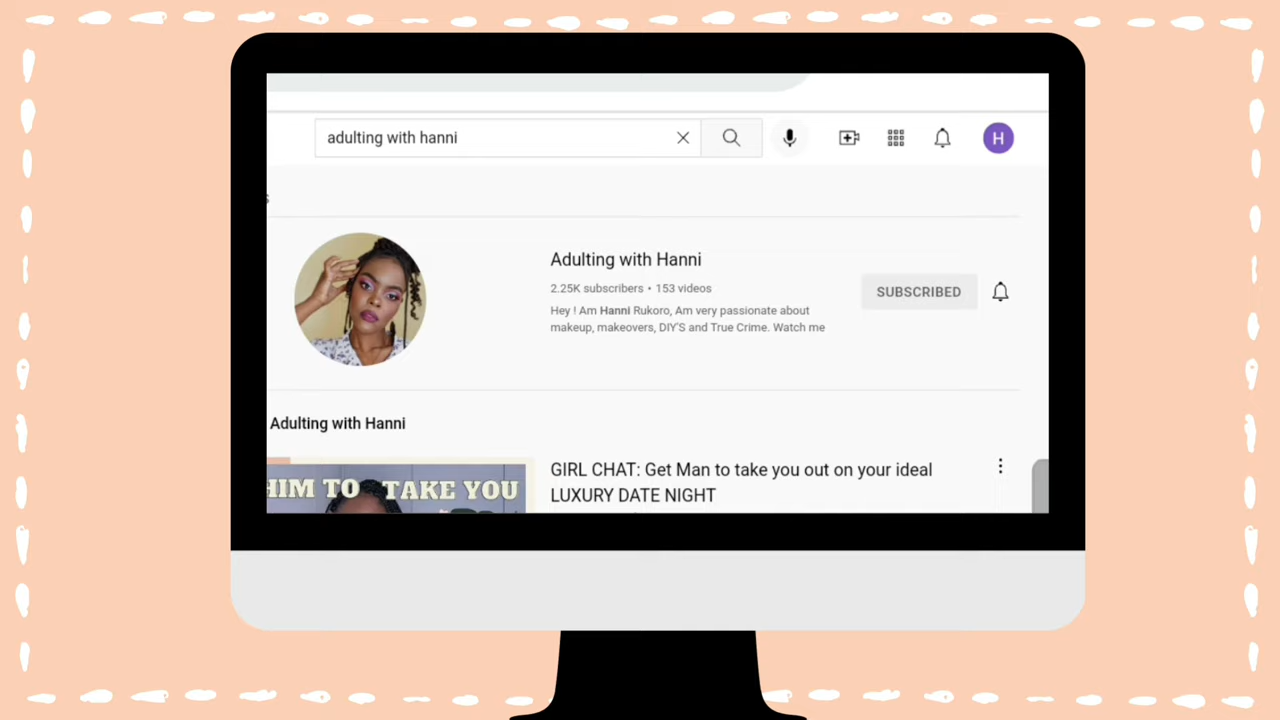 adulting with hanni
H
s
Adulting with Hanni
2.25K subscribers • 153 videos
Hey ! Am Hanni Rukoro, Am very passionate about
makeup, makeovers, DIY'S and True Crime. Watch me
SUBSCRIBED
Adulting with Hanni
HIM TO TAKE YOU
GIRL CHAT: Get Man to take you out on your ideal
LUXURY DATE NIGHT